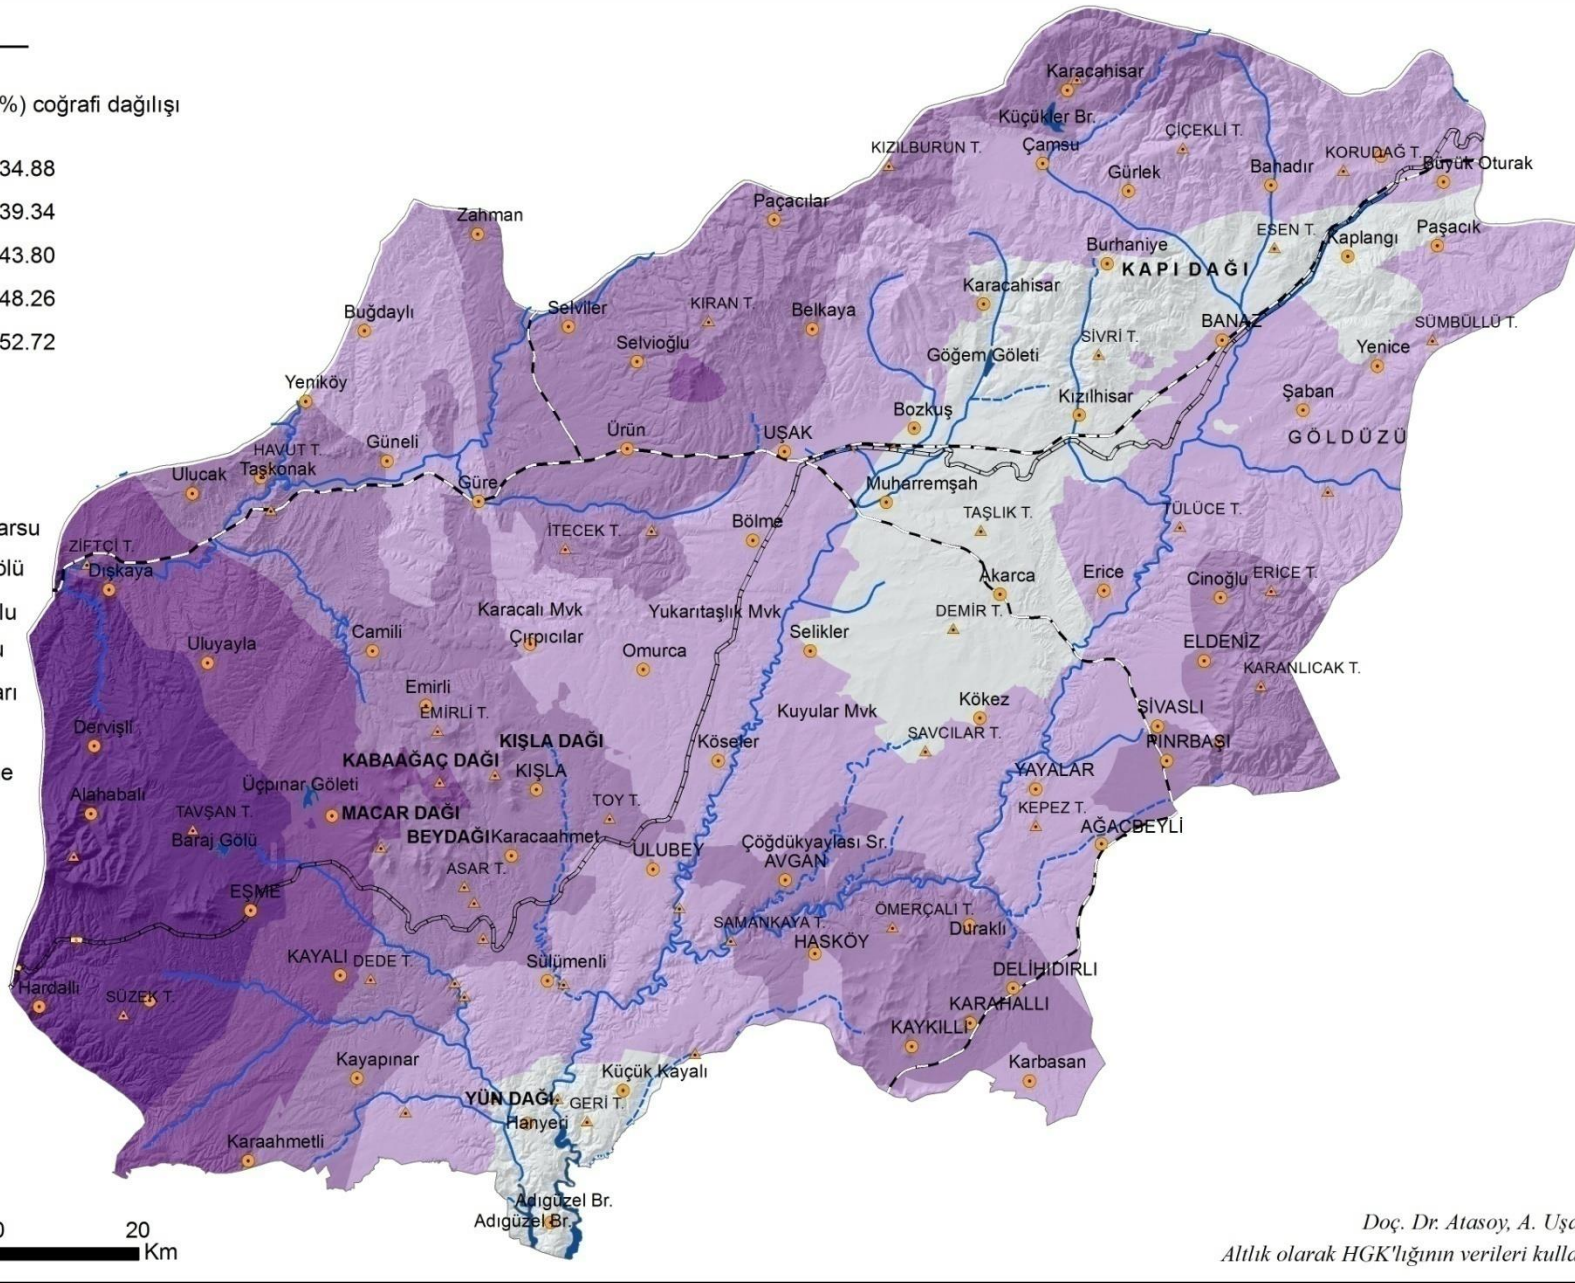 %) coğrafi dağılışı
34.88
39.34
43.80
48.26
52.72
Karacahisar
Küçükler Br.
ÇİÇEKLİ T.
KIZILBURUN T.
Çamsu
KORUDAĞ T.
Büyük Oturak
Gürlek
Banadır
Paçacılar
Zahman
ESEN T.
Paşacık
Kaplangı
Burhaniye
KAPI DAĞI
Karacahisar
Buğdaylı
Selviler
KIRAN T.
Belkaya
BANAZ
SÜMBÜLLÜ T.
SİVRİ T.
Selvioğlu
Göğem Göleti
Yenice
Yeniköy
Şaban
Kızılhisar
Bozkuş
GÖLDÜZÜ
Ürün
UŞAK
Güneli
HAVUT T.
Taşkonak
Ulucak
Güre
Muharremşah
TAŞLIK T.
TÜLÜCE T.
Bölme
İTECEK T.
arsu
ZİFTÇİ T.
ölü
Dışkaya
Akarca
Erice
Cinoğlu
ERİCE T.
lu
Karacalı Mvk
Yukarıtaşlık Mvk
DEMİR T.
Çırpıcılar
Camili
Selikler
Uluyayla
Omurca
ELDENİZ
KARANLICAK T.
arı
Emirli
EMİRLİ T.
Kökez
Kuyular Mvk
SİVASLI
Dervişli
KIŞLA DAĞI
Köseler
SAVCILAR T.
PINRBAŞI
KABAAĞAÇ DAĞI
KIŞLA
YAYALAR
e
Üçpınar Göleti
Alahabalı
TAVŞAN T.
MACAR DAĞI
TOY T.
KEPEZ T.
Baraj Gölü
BEYDAĞI
Karacaahmet
AĞAÇBEYLİ
ULUBEY
Çöğdükyaylası Sr.
AVGAN
ASAR T.
EŞME
ÖMERÇALI T.
SAMANKAYA T.
Duraklı
HASKÖY
KAYALI
DEDE T.
Sülümenli
DELİHIDIRLI
Hardallı
SÜZEK T.
KARAHALLI
KAYKILLI
Kayapınar
Küçük Kayalı
Karbasan
YÜN DAĞI
GERİ T.
Hanyeri
Karaahmetli
Adıgüzel Br.
Adıgüzel Br.
0 20
Km
Doç. Dr. Atasoy, A. Uşa
Altlık olarak HGK'lığının verileri kulla